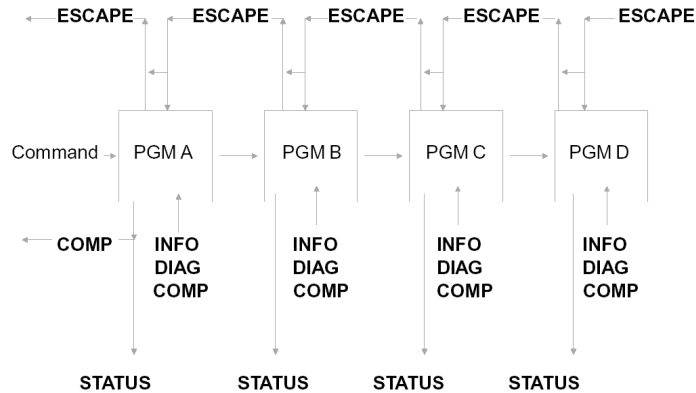 ESCAPE ESCAPE ESCAPE ESCAPE ESCAPE
Command PGM A PGM B PGM C PGM D
COMP INFO INFO INFO INFO
DIAG DIAG DIAG DIAG
COMP COMP COMP COMP
STATUS STATUS STATUS STATUS